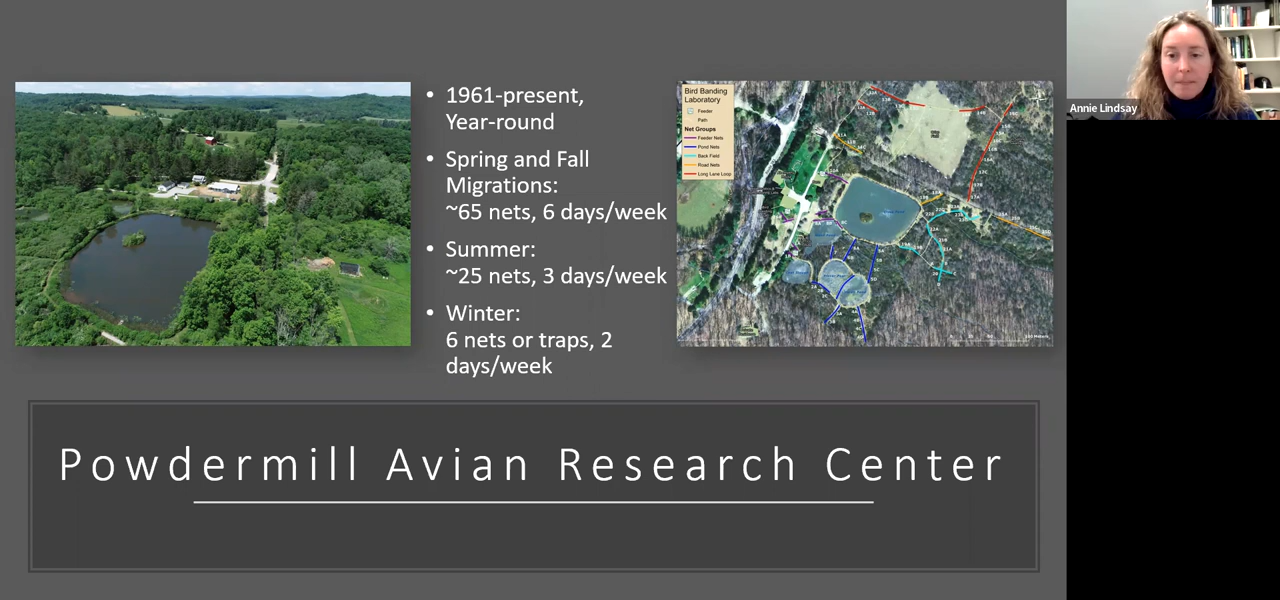 1961-present,
Year-round
Spring and Fall
Migrations:
~65 nets, 6 days/week
Summer:
~25 nets, 3 days/week
Winter:
6 nets or traps, 2
days/week
Bird Banding
Laboratory
Feeder
Path
Net Groups
Feeder Nets
Pond Nets
Back Field
Road Nets
Long Lane Loop
Annie Lindsay
Powdermill Avian Research Center